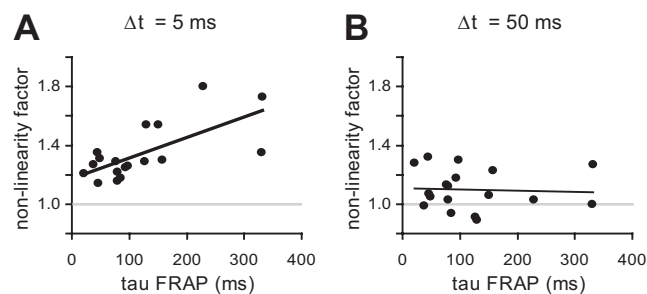 A
Δt = 5 ms
non-linearity factor
1.8
1.4
1.0
0
100
200
300
400
tau FRAP (ms)
B
Δt = 50 ms
non-linearity factor
1.8
1.4
1.0
0
100
200
300
400
tau FRAP (ms)